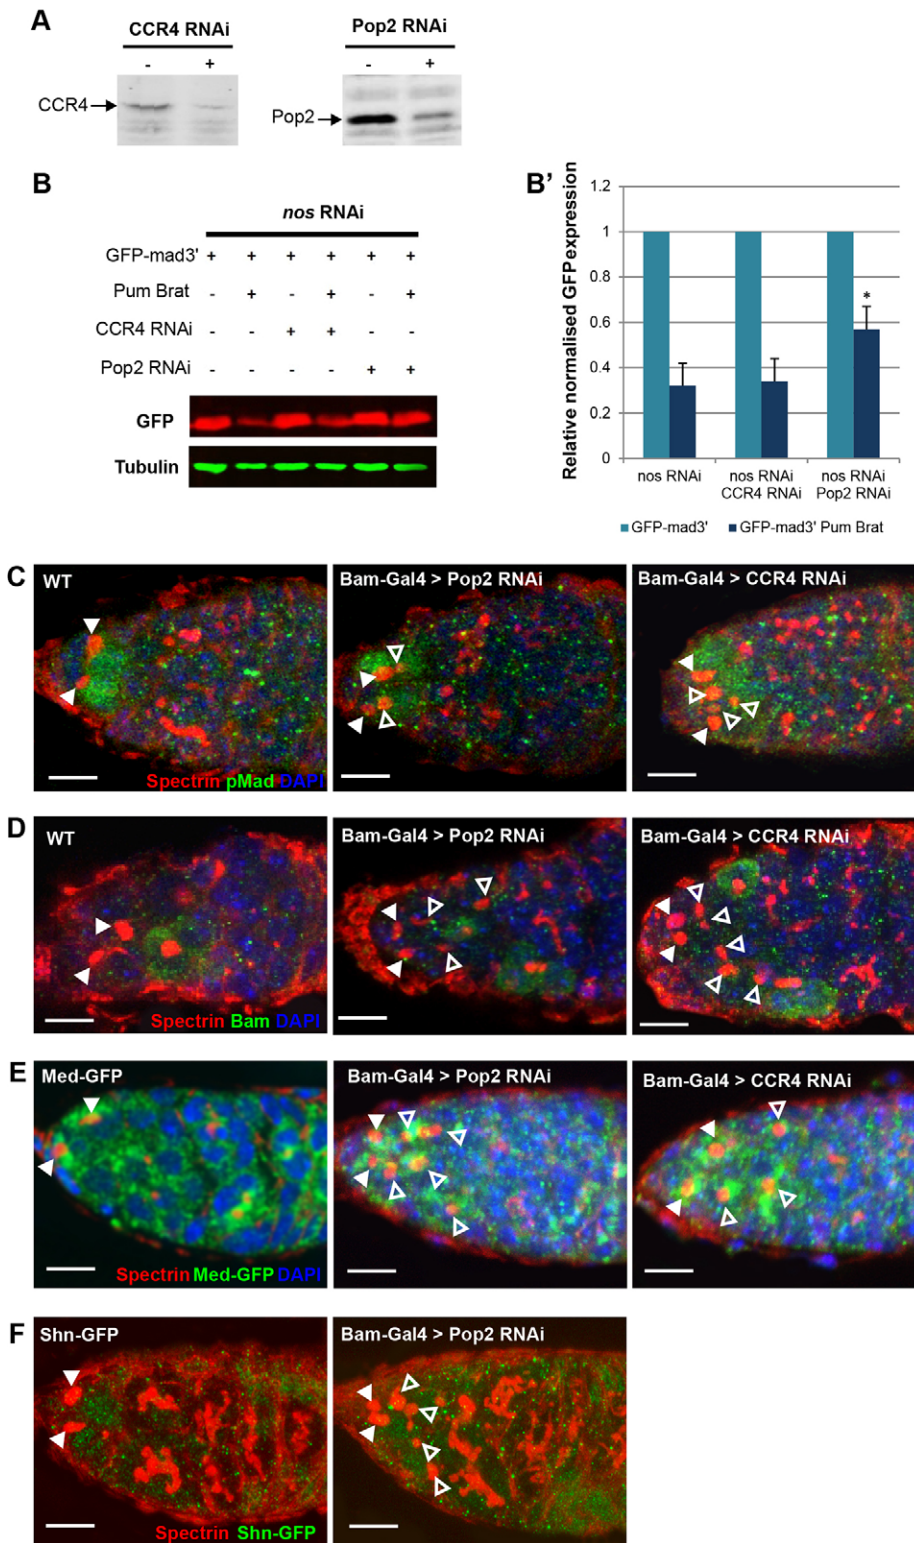 A
CCR4 RNAi
- +
CCR4
Pop2 RNAi
- +
Pop2
B
nos RNAi
GFP-mad3' + + + + + +
Pum Brat - + - + - +
CCR4 RNAi - - + + - -
Pop2 RNAi - - - - + +
GFP
Tubulin
B'
Relative normalised GFP expression
1.2
1
0.8
0.6
0.4
0.2
0
*
nos RNAi
nos RNAi
CCR4 RNAi
nos RNAi
Pop2 RNAi
GFP-mad3' GFP-mad3' Pum Brat
C
WT
Spectrin pMad DAPI
Bam-Gal4 > Pop2 RNAi
Bam-Gal4 > CCR4 RNAi
D
WT
Spectrin Bam DAPI
Bam-Gal4 > Pop2 RNAi
Bam-Gal4 > CCR4 RNAi
E
Med-GFP
Spectrin Med-GFP DAPI
Bam-Gal4 > Pop2 RNAi
Bam-Gal4 > CCR4 RNAi
F
Shn-GFP
Spectrin Shn-GFP
Bam-Gal4 > Pop2 RNAi